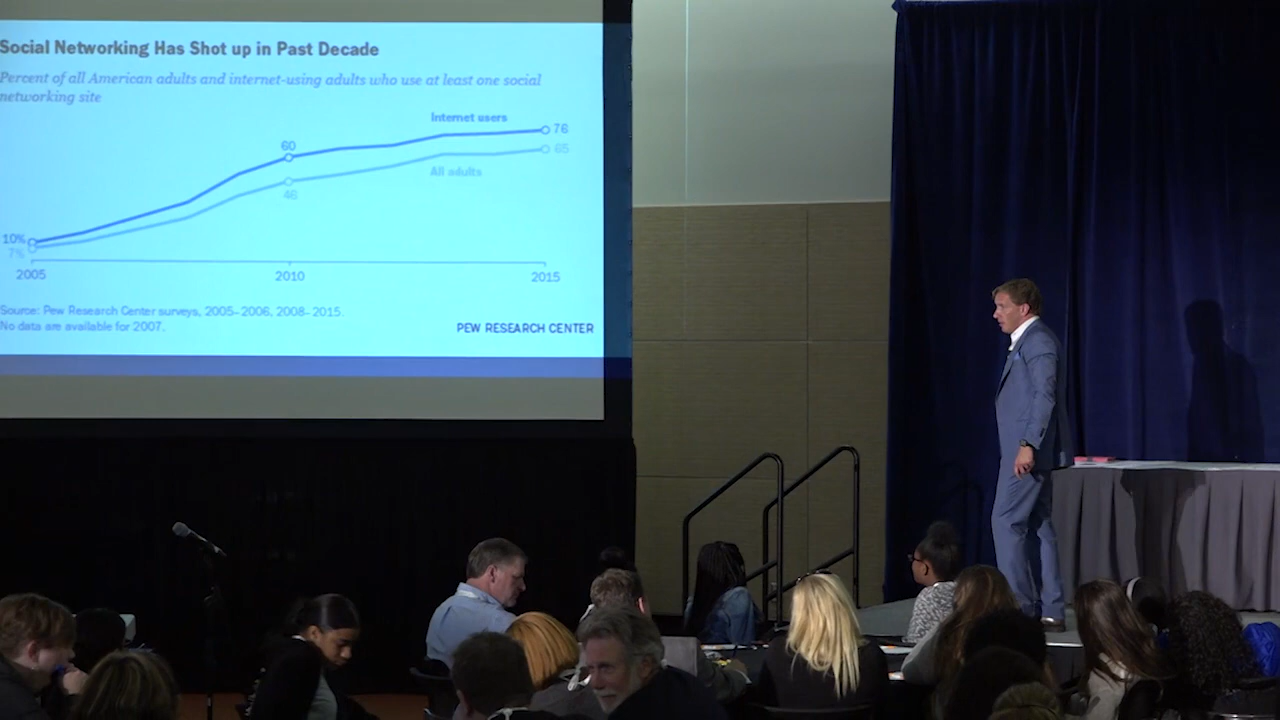 Social Networking Has Shot up in Past Decade
Percent of all American adults and internet-using adults who use at least one social
networking site
Internet users
76
60
65
All adults
46
10%
7%
2005
2010
2015
Source: Pew Research Center surveys, 2005-2006, 2008-2015.
No data are available for 2007.
PEW RESEARCH CENTER